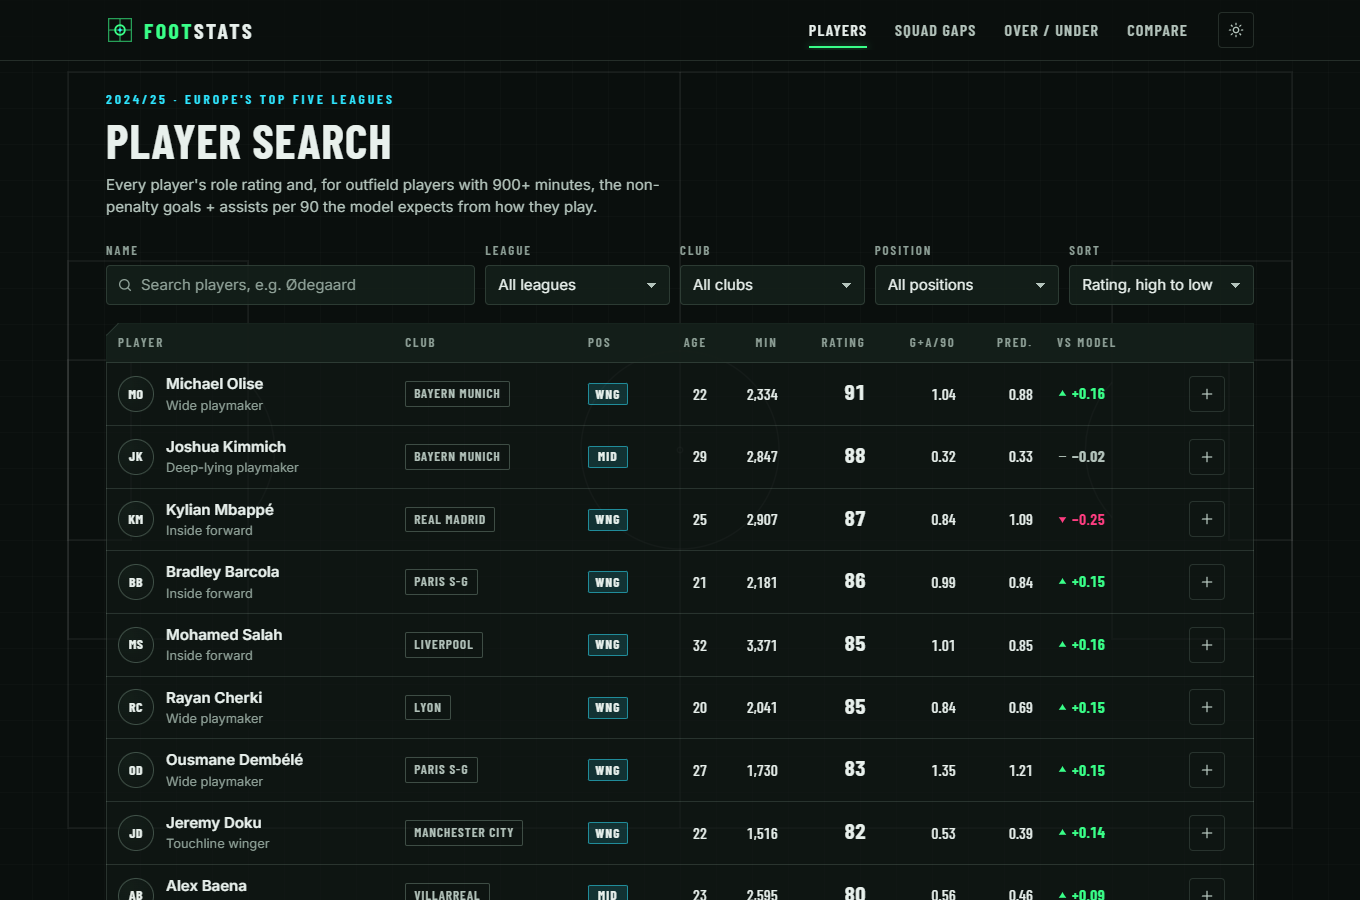 FOOTSTATS
PLAYERS SQUAD GAPS OVER / UNDER COMPARE
2024/25 · EUROPE'S TOP FIVE LEAGUES
PLAYER SEARCH
Every player's role rating and, for outfield players with 900+ minutes, the non-
penalty goals + assists per 90 the model expects from how they play.
NAME LEAGUE CLUB POSITION SORT
Search players, e.g. Ødegaard All leagues All clubs All positions Rating, high to low
PLAYER CLUB POS AGE MIN RATING G+A/90 PRED. VS MODEL
MO Michael Olise BAYERN MUNICH WNG 22 2,334 91 1.04 0.88 ▲ +0.16 +
Wide playmaker
JK Joshua Kimmich BAYERN MUNICH MID 29 2,847 88 0.32 0.33 – −0.02 +
Deep-lying playmaker
KM Kylian Mbappé REAL MADRID WNG 25 2,907 87 0.84 1.09 ▼ −0.25 +
Inside forward
BB Bradley Barcola PARIS S-G WNG 21 2,181 86 0.99 0.84 ▲ +0.15 +
Inside forward
MS Mohamed Salah LIVERPOOL WNG 32 3,371 85 1.01 0.85 ▲ +0.16 +
Inside forward
RC Rayan Cherki LYON WNG 20 2,041 85 0.84 0.69 ▲ +0.15 +
Wide playmaker
OD Ousmane Dembélé PARIS S-G WNG 27 1,730 83 1.35 1.21 ▲ +0.15 +
Wide playmaker
JD Jeremy Doku MANCHESTER CITY WNG 22 1,516 82 0.53 0.39 ▲ +0.14 +
Touchline winger
AB Alex Baena VILLARREAL MID 23 2,595 80 0.56 0.46 ▲ +0.09 +